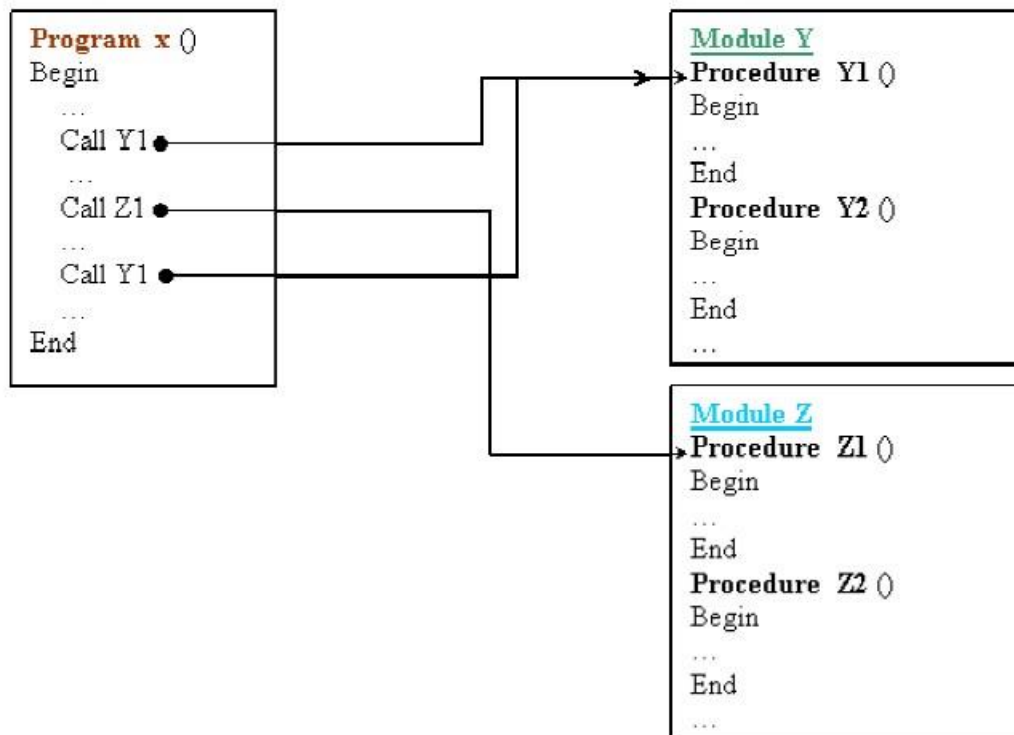 Program x ()
Begin
...
Call Y1
...
Call Z1
...
Call Y1
...
End
Module Y
Procedure Y1 ()
Begin
...
End
Procedure Y2 ()
Begin
...
End
...
Module Z
Procedure Z1 ()
Begin
...
End
Procedure Z2 ()
Begin
...
End
...